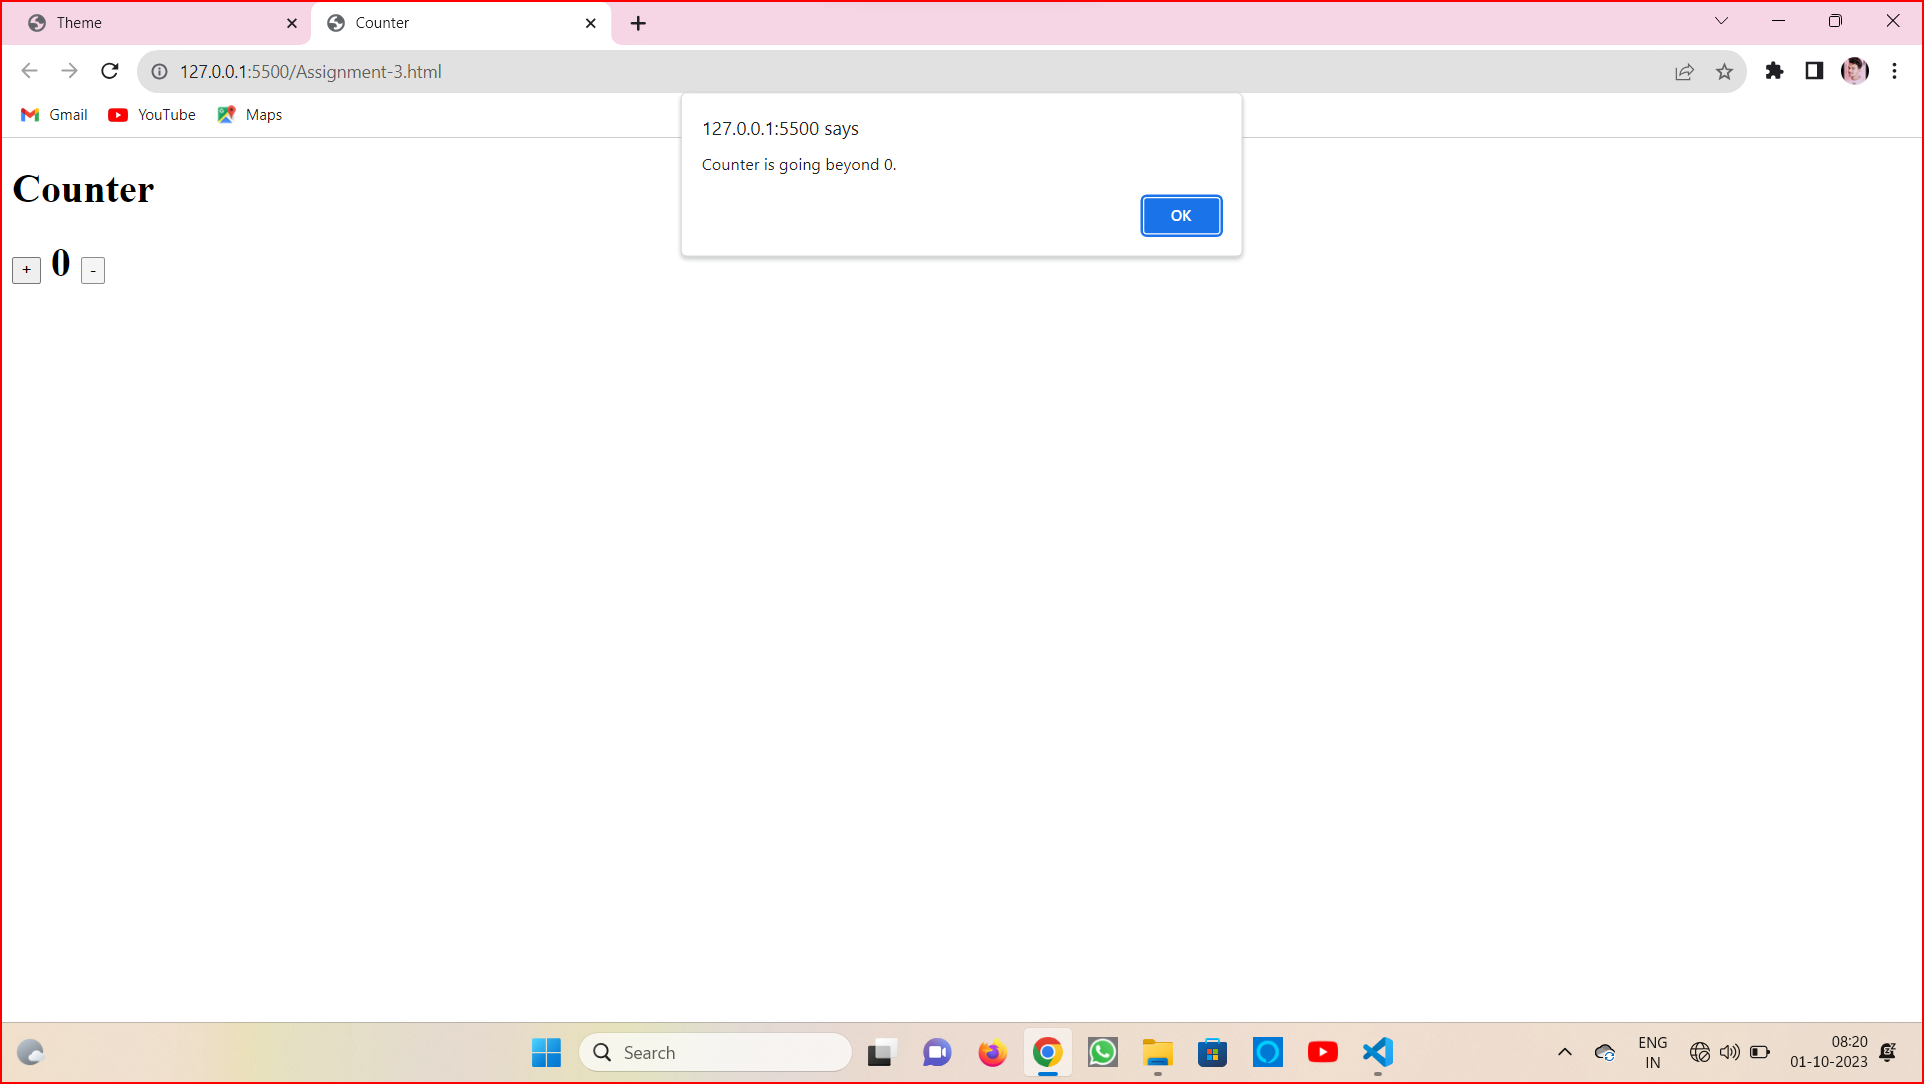 Theme
Counter
127.0.0.1:5500/Assignment-3.html
Gmail
YouTube
Maps
127.0.0.1:5500 says
Counter is going beyond 0.
OK
Counter
+ 0 -
Search
ENG
IN
08:20
01-10-2023